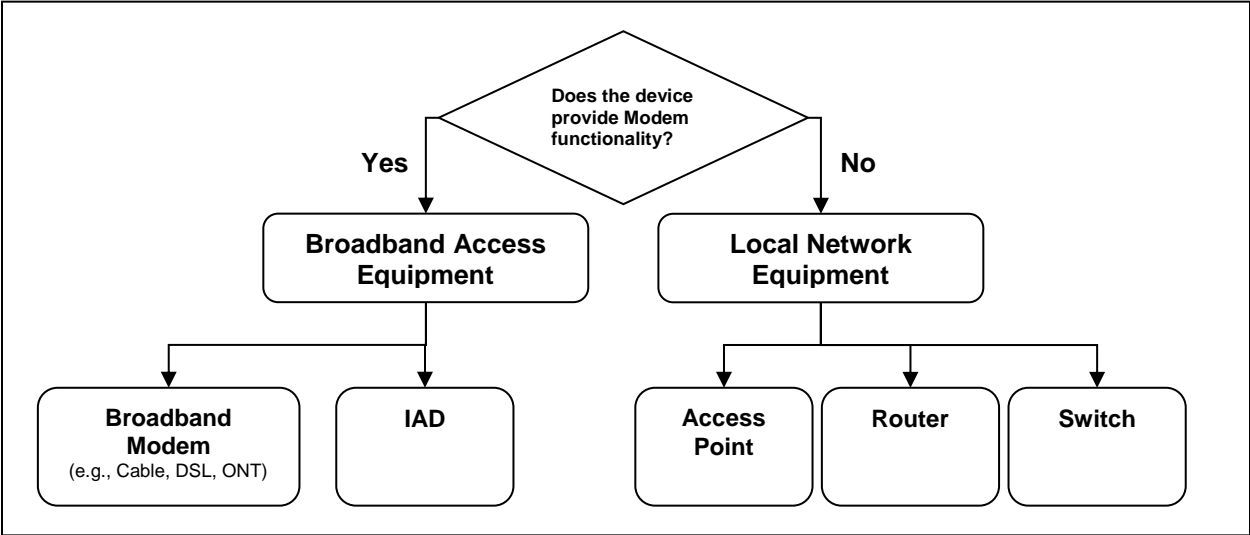 Does the device
provide Modem
functionality?
Yes
No
Broadband Access
Equipment
Local Network
Equipment
Broadband
Modem
(e.g., Cable, DSL, ONT)
IAD
Access
Point
Router
Switch